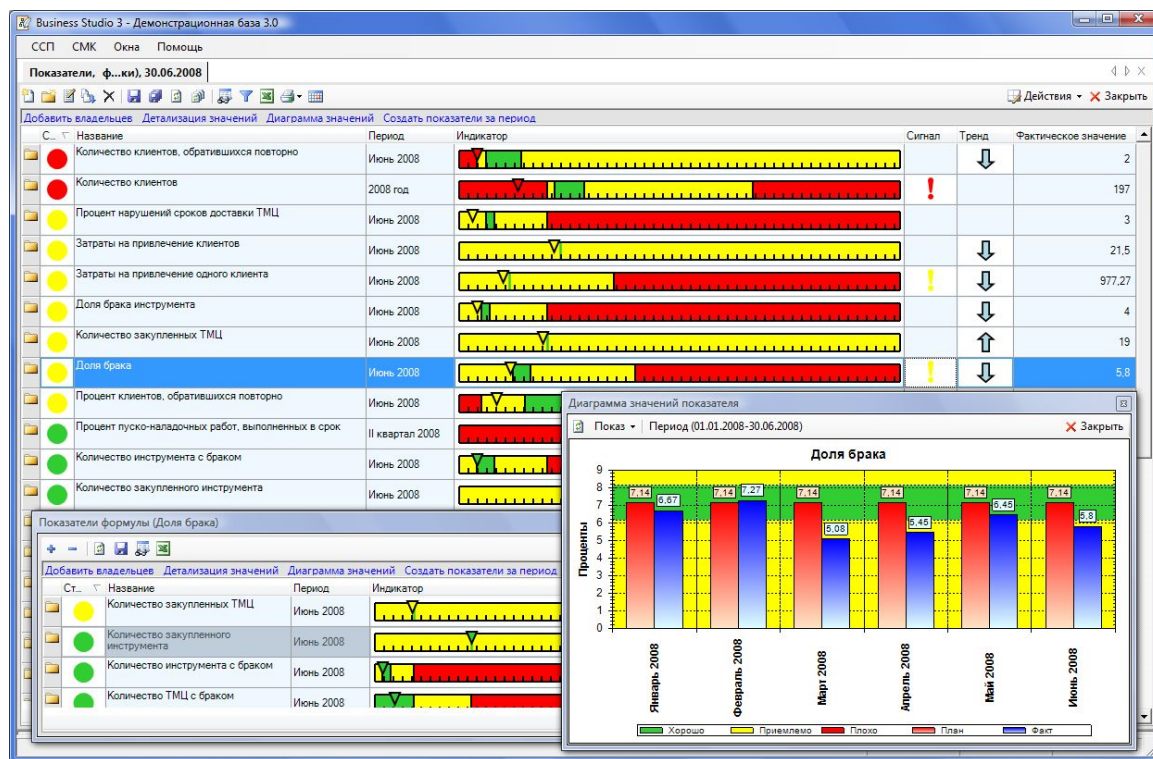 Business Studio 3 - Демонстрационная база 3.0
ССП СМК Окна Помощь
Показатели, ф...ки), 30.06.2008
Действия Закрыть
Добавить владельцев Детализация значений Диаграмма значений Создать показатели за период
С... Название Период Индикатор Сигнал Тренд Фактическое значение
Количество клиентов, обратившихся повторно Июнь 2008 2
Количество клиентов 2008 год 197
Процент нарушений сроков доставки ТМЦ Июнь 2008 3
Затраты на привлечение клиентов Июнь 2008 21,5
Затраты на привлечение одного клиента Июнь 2008 977,27
Доля брака инструмента Июнь 2008 4
Количество закупленных ТМЦ Июнь 2008 19
Доля брака Июнь 2008 5,8
Процент клиентов, обратившихся повторно Июнь 2008
Процент пуско-наладочных работ, выполненных в срок II квартал 2008
Количество инструмента с браком Июнь 2008
Количество закупленного инструмента Июнь 2008
Показатели формулы (Доля брака)
Добавить владельцев Детализация значений Диаграмма значений Создать показатели за период
Ст... Название Период Индикатор
Количество закупленных ТМЦ Июнь 2008
Количество закупленного
инструмента Июнь 2008
Количество инструмента с браком Июнь 2008
Количество ТМЦ с браком Июнь 2008
Диаграмма значений показателя
Показ Период (01.01.2008-30.06.2008) Закрыть
Доля брака
Проценты
9
8
7
6
5
4
3
2
1
0
7,14 6,67 7,14 7,27 7,14 5,08 7,14 5,45 7,14 6,45 7,14 5,8
Январь 2008 Февраль 2008 Март 2008 Апрель 2008 Май 2008 Июнь 2008
Хорошо Приемлемо Плохо План Факт